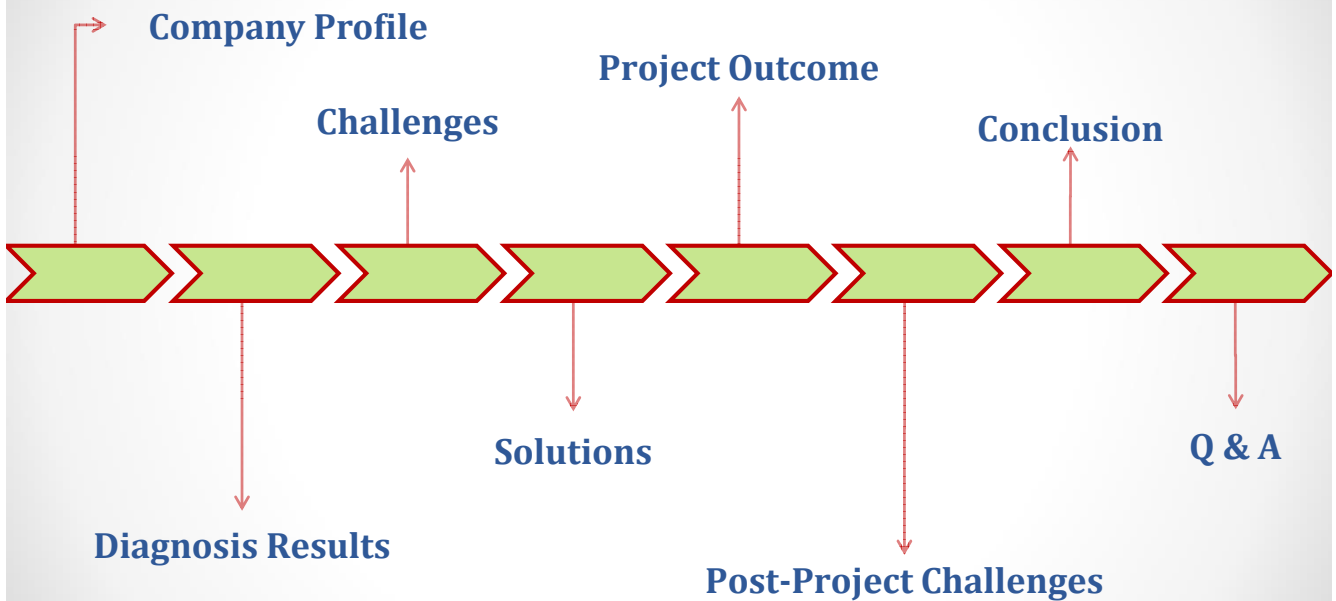 Company Profile
Project Outcome
Challenges
Conclusion
Solutions
Q & A
Diagnosis Results
Post-Project Challenges